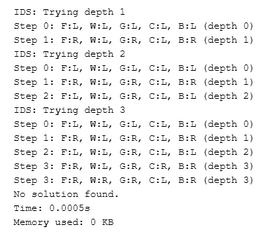 IDS: Trying depth 1
Step 0: F:L, W:L, G:L, C:L, B:L (depth 0)
Step 1: F:R, W:L, G:R, C:L, B:R (depth 1)
IDS: Trying depth 2
Step 0: F:L, W:L, G:L, C:L, B:L (depth 0)
Step 1: F:R, W:L, G:R, C:L, B:R (depth 1)
Step 2: F:L, W:L, G:R, C:L, B:L (depth 2)
IDS: Trying depth 3
Step 0: F:L, W:L, G:L, C:L, B:L (depth 0)
Step 1: F:R, W:L, G:R, C:L, B:R (depth 1)
Step 2: F:L, W:L, G:R, C:L, B:L (depth 2)
Step 3: F:R, W:L, G:R, C:R, B:R (depth 3)
Step 3: F:R, W:R, G:R, C:L, B:R (depth 3)
No solution found.
Time: 0.0005s
Memory used: 0 KB